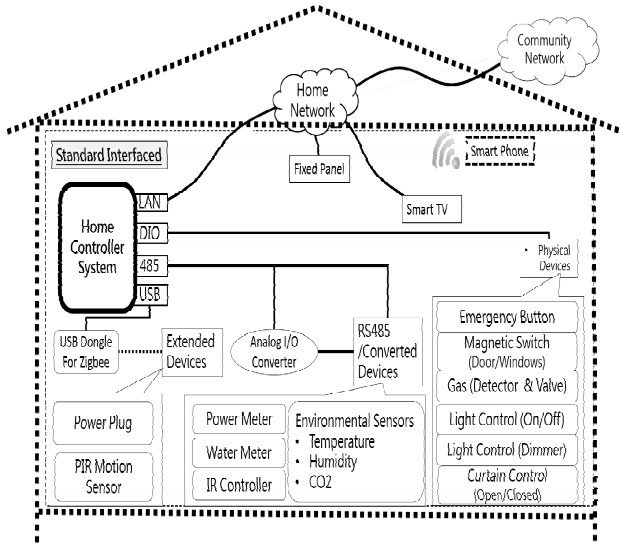 Community
Network
Home
Network
Standard Interfaced
Fixed Panel
Smart Phone
Smart TV
Home
Controller
System
LAN
DIO
485
USB
• Physical
Devices
USB Dongle
For Zigbee
Extended
Devices
Analog I/O
Converter
RS485
/Converted
Devices
Emergency Button
Magnetic Switch
(Door/Windows)
Gas (Detector & Valve)
Light Control (On/Off)
Light Control (Dimmer)
Curtain Control
(Open/Closed)
Power Plug
PIR Motion
Sensor
Power Meter
Water Meter
IR Controller
Environmental Sensors
• Temperature
• Humidity
• CO2